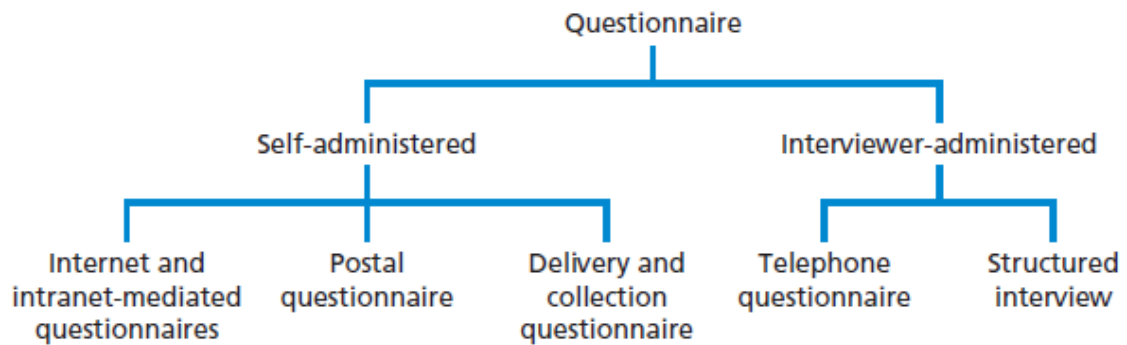 Questionnaire
Self-administered
Interviewer-administered
Internet and
intranet-mediated
questionnaires
Postal
questionnaire
Delivery and
collection
questionnaire
Telephone
questionnaire
Structured
interview